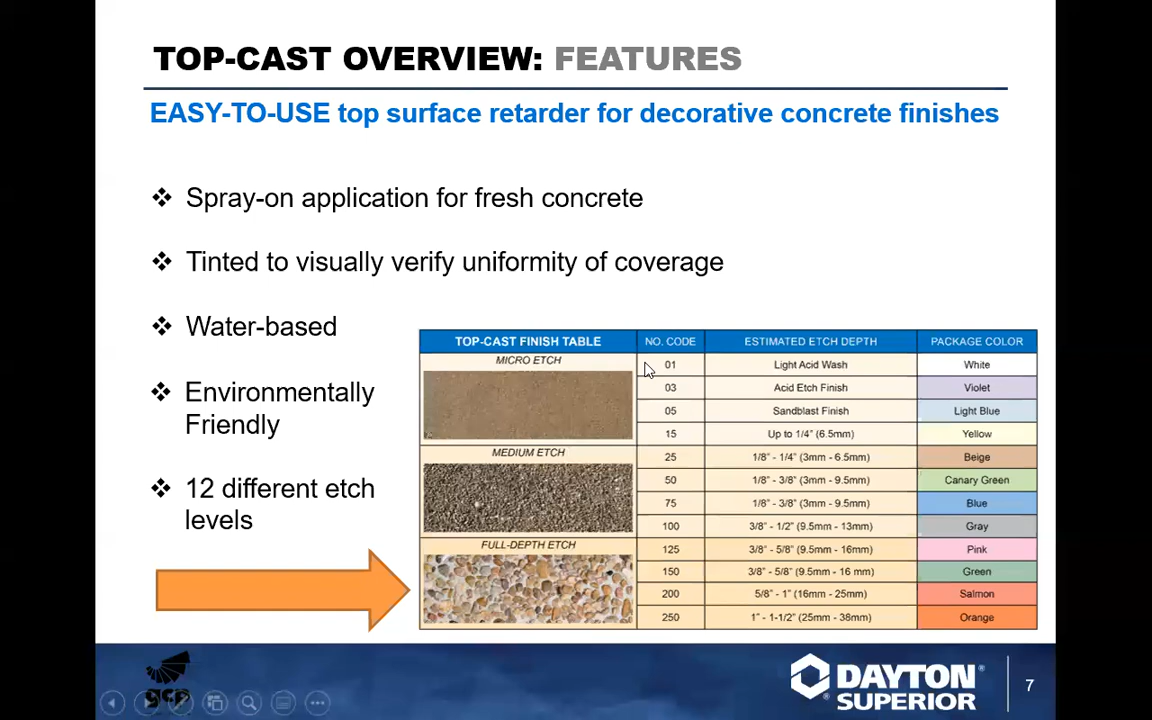 TOP-CAST OVERVIEW: FEATURES
EASY-TO-USE top surface retarder for decorative concrete finishes
Spray-on application for fresh concrete
Tinted to visually verify uniformity of coverage
Water-based
Environmentally
Friendly
12 different etch
levels
TOP-CAST FINISH TABLE NO. CODE ESTIMATED ETCH DEPTH PACKAGE COLOR
MICRO ETCH
01 Light Acid Wash White
03 Acid Etch Finish Violet
05 Sandblast Finish Light Blue
15 Up to 1/4" (6.5mm) Yellow
MEDIUM ETCH
25 1/8" - 1/4" (3mm - 6.5mm) Beige
50 1/8" - 3/8" (3mm - 9.5mm) Canary Green
75 1/8" - 3/8" (3mm - 9.5mm) Blue
100 3/8" - 1/2" (9.5mm - 13mm) Gray
FULL-DEPTH ETCH
125 3/8" - 5/8" (9.5mm - 16mm) Pink
150 3/8" - 5/8" (9.5mm - 16 mm) Green
200 5/8" - 1" (16mm - 25mm) Salmon
250 1" - 1-1/2" (25mm - 38mm) Orange
gcp
DAYTON®
SUPERIOR®
7